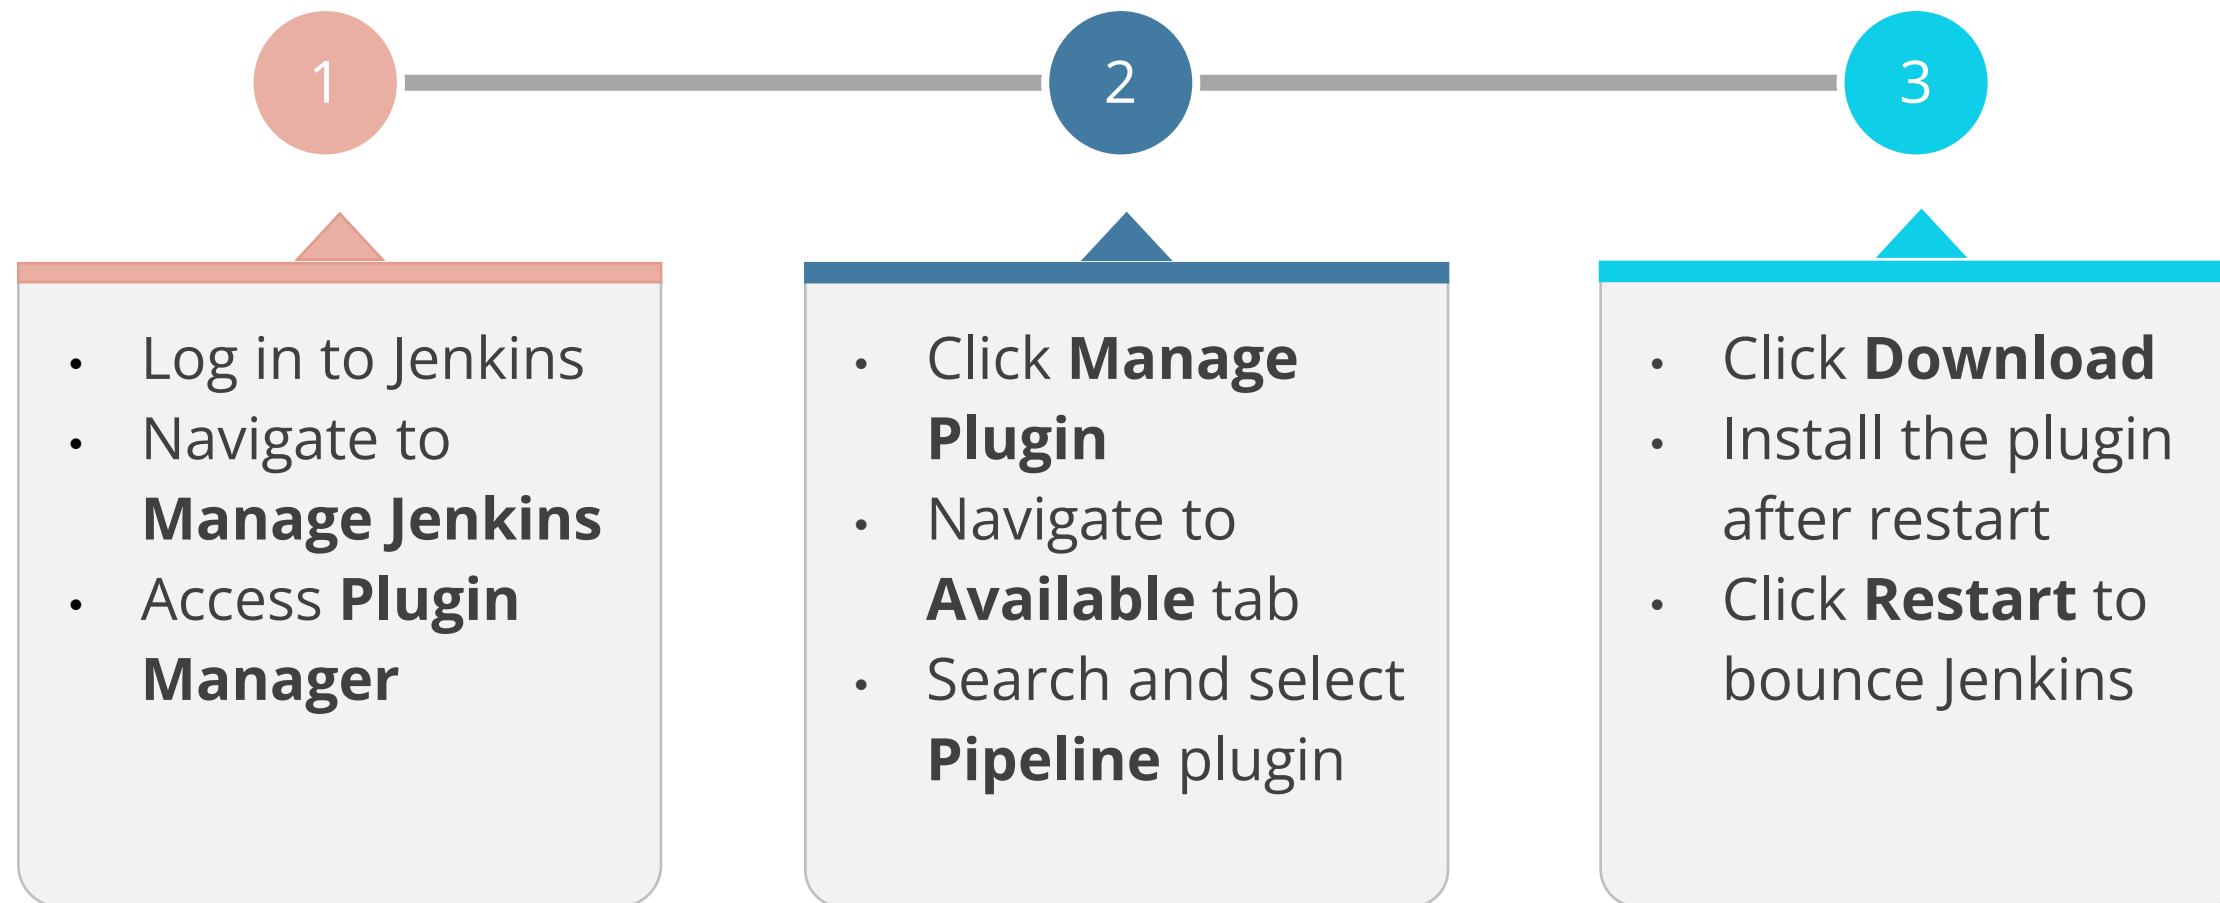 1
2
3
• Log in to Jenkins
• Navigate to
Manage Jenkins
• Access Plugin
Manager
• Click Manage
Plugin
• Navigate to
Available tab
• Search and select
Pipeline plugin
• Click Download
• Install the plugin
after restart
• Click Restart to
bounce Jenkins